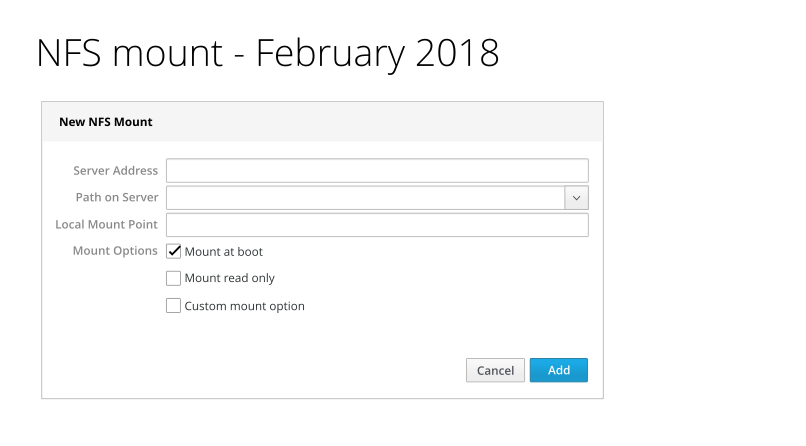 NFS mount - February 2018
New NFS Mount
Server Address
Path on Server
Local Mount Point
Mount Options Mount at boot
Mount read only
Custom mount option
Cancel Add